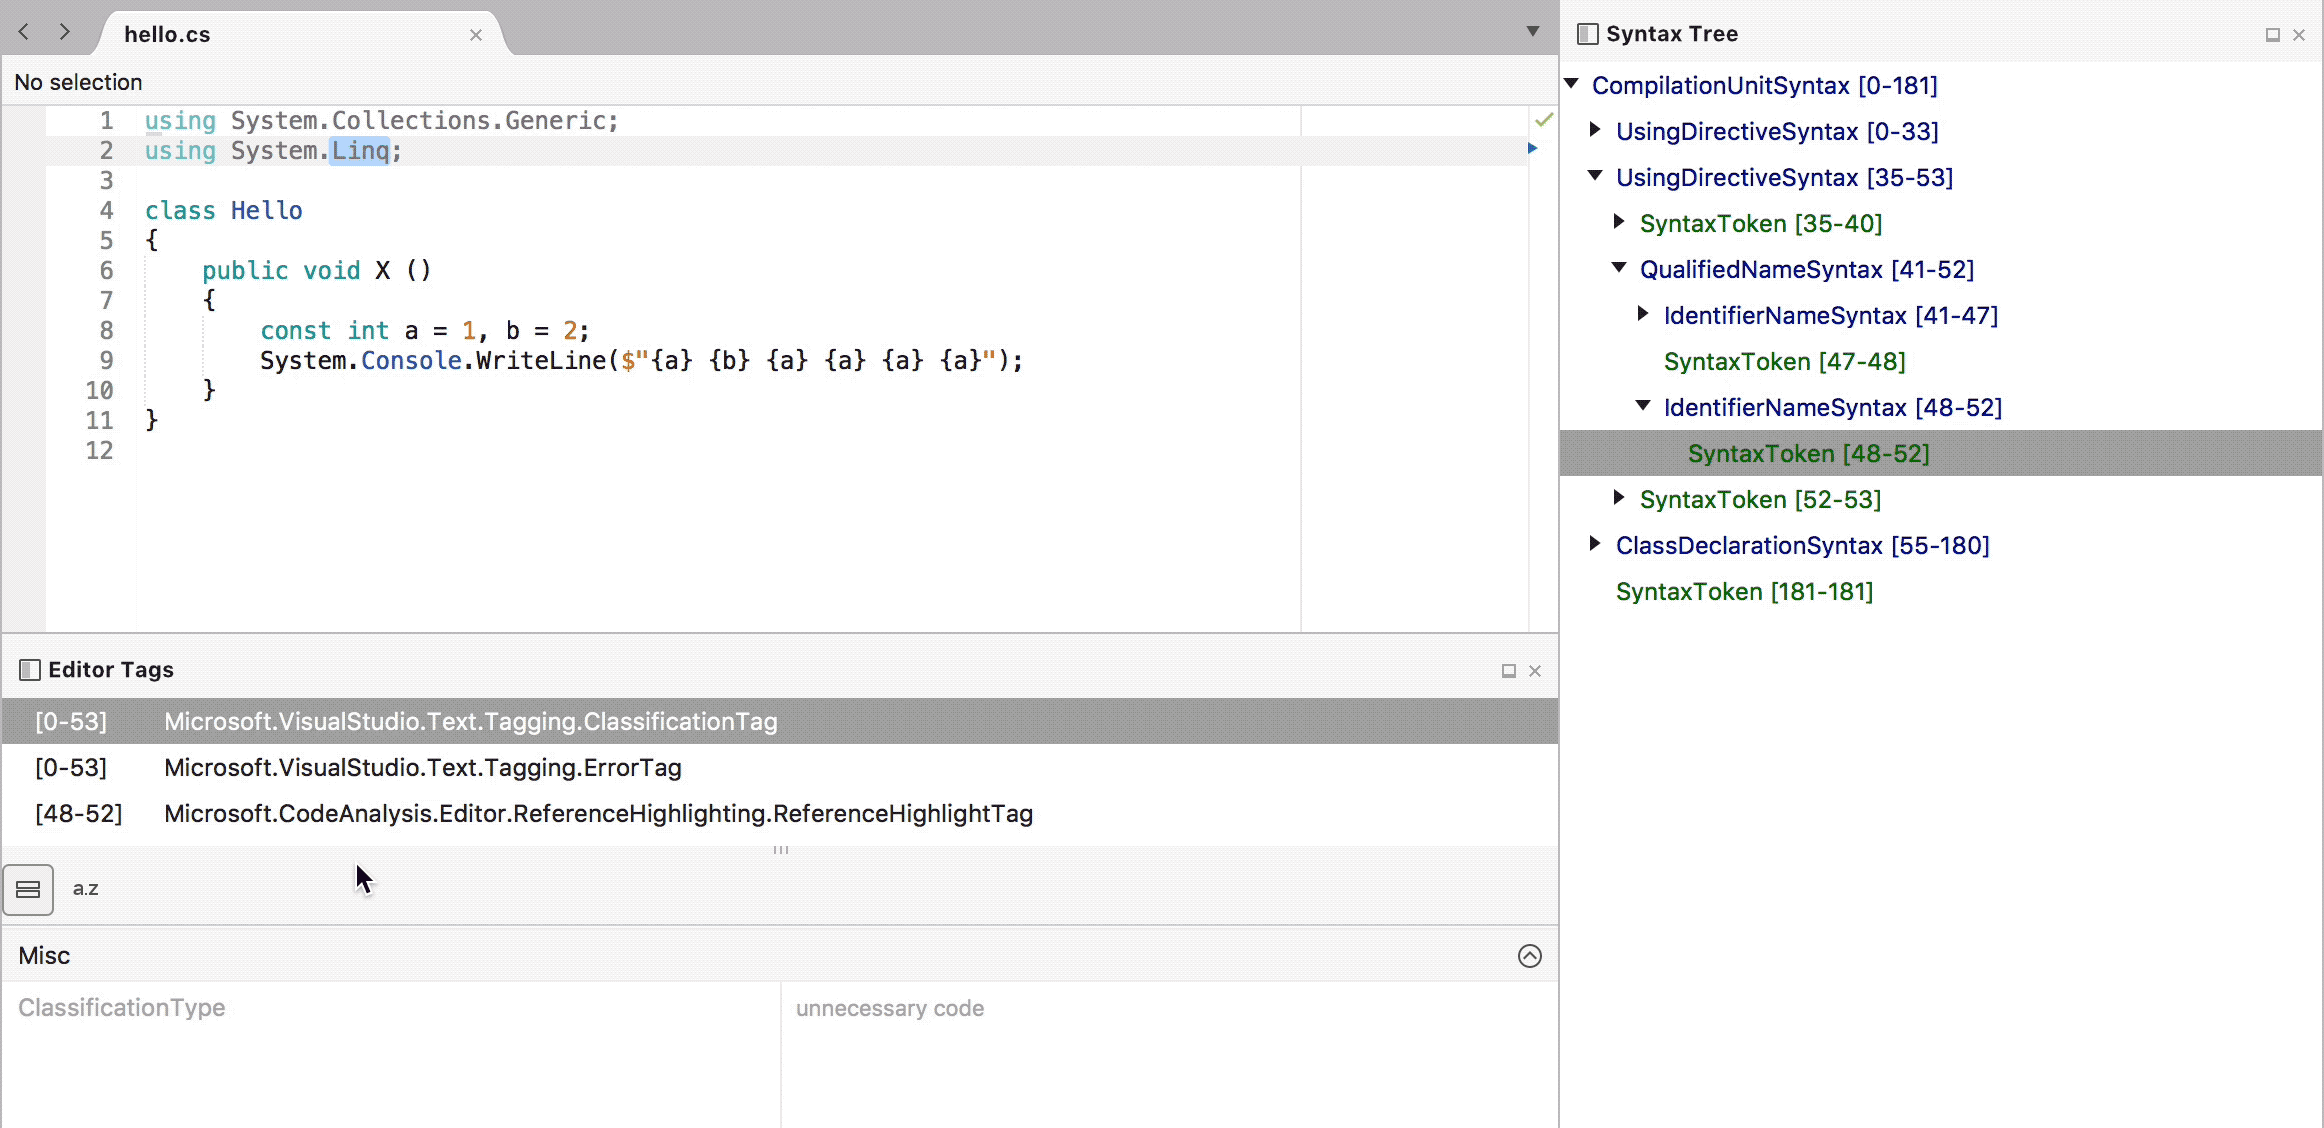 hello.cs
No selection
1 using System.Collections.Generic;
2 using System.Linq;
3
4 class Hello
5 {
6 public void X ()
7 {
8 const int a = 1, b = 2;
9 System.Console.WriteLine($"{a} {b} {a} {a} {a} {a}");
10 }
11 }
12
Editor Tags
[0-53] Microsoft.VisualStudio.Text.Tagging.ClassificationTag
[0-53] Microsoft.VisualStudio.Text.Tagging.ErrorTag
[48-52] Microsoft.CodeAnalysis.Editor.ReferenceHighlighting.ReferenceHighlightTag
a.z
Misc
ClassificationType unnecessary code
Syntax Tree
CompilationUnitSyntax [0-181]
UsingDirectiveSyntax [0-33]
UsingDirectiveSyntax [35-53]
SyntaxToken [35-40]
QualifiedNameSyntax [41-52]
IdentifierNameSyntax [41-47]
SyntaxToken [47-48]
IdentifierNameSyntax [48-52]
SyntaxToken [48-52]
SyntaxToken [52-53]
ClassDeclarationSyntax [55-180]
SyntaxToken [181-181]